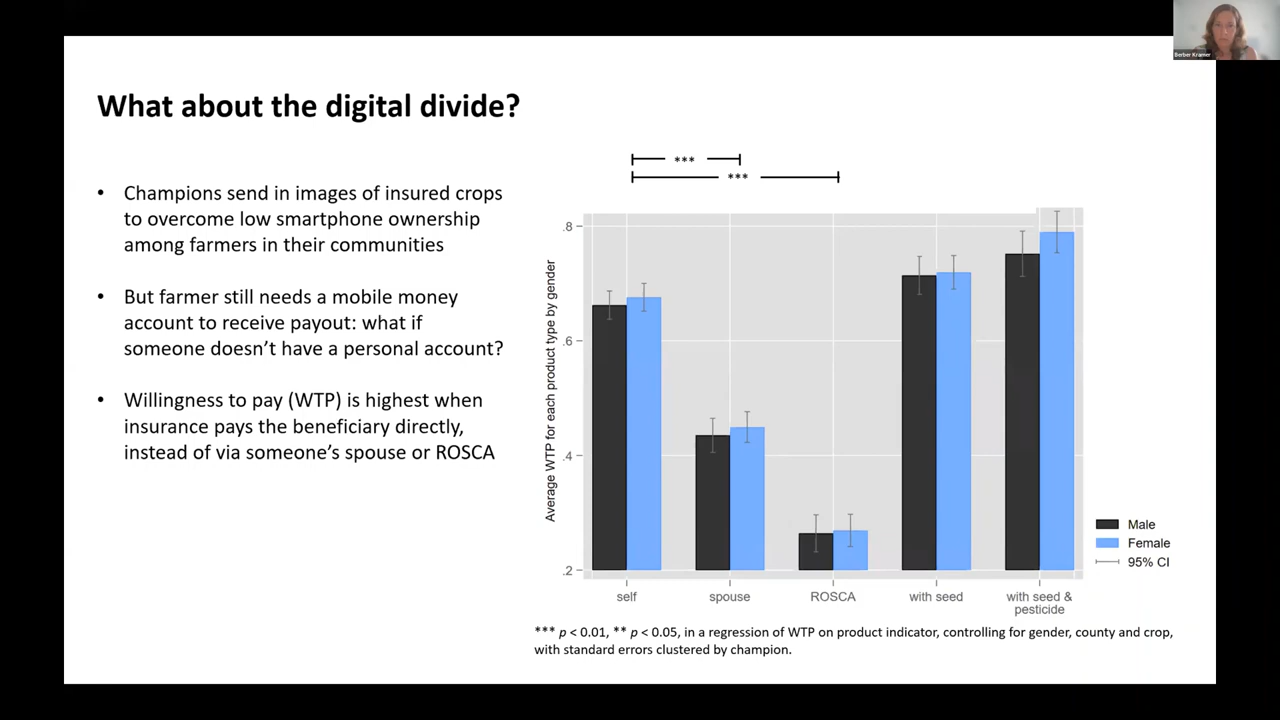 Berber Kramer
What about the digital divide?
• Champions send in images of insured crops
to overcome low smartphone ownership
among farmers in their communities
• But farmer still needs a mobile money
account to receive payout: what if
someone doesn’t have a personal account?
• Willingness to pay (WTP) is highest when
insurance pays the beneficiary directly,
instead of via someone’s spouse or ROSCA
***
***
Average WTP for each product type by gender
.8
.6
.4
.2
self
spouse
ROSCA
with seed
with seed &
pesticide
Male
Female
95% CI
*** p < 0.01, ** p < 0.05, in a regression of WTP on product indicator, controlling for gender, county and crop,
with standard errors clustered by champion.